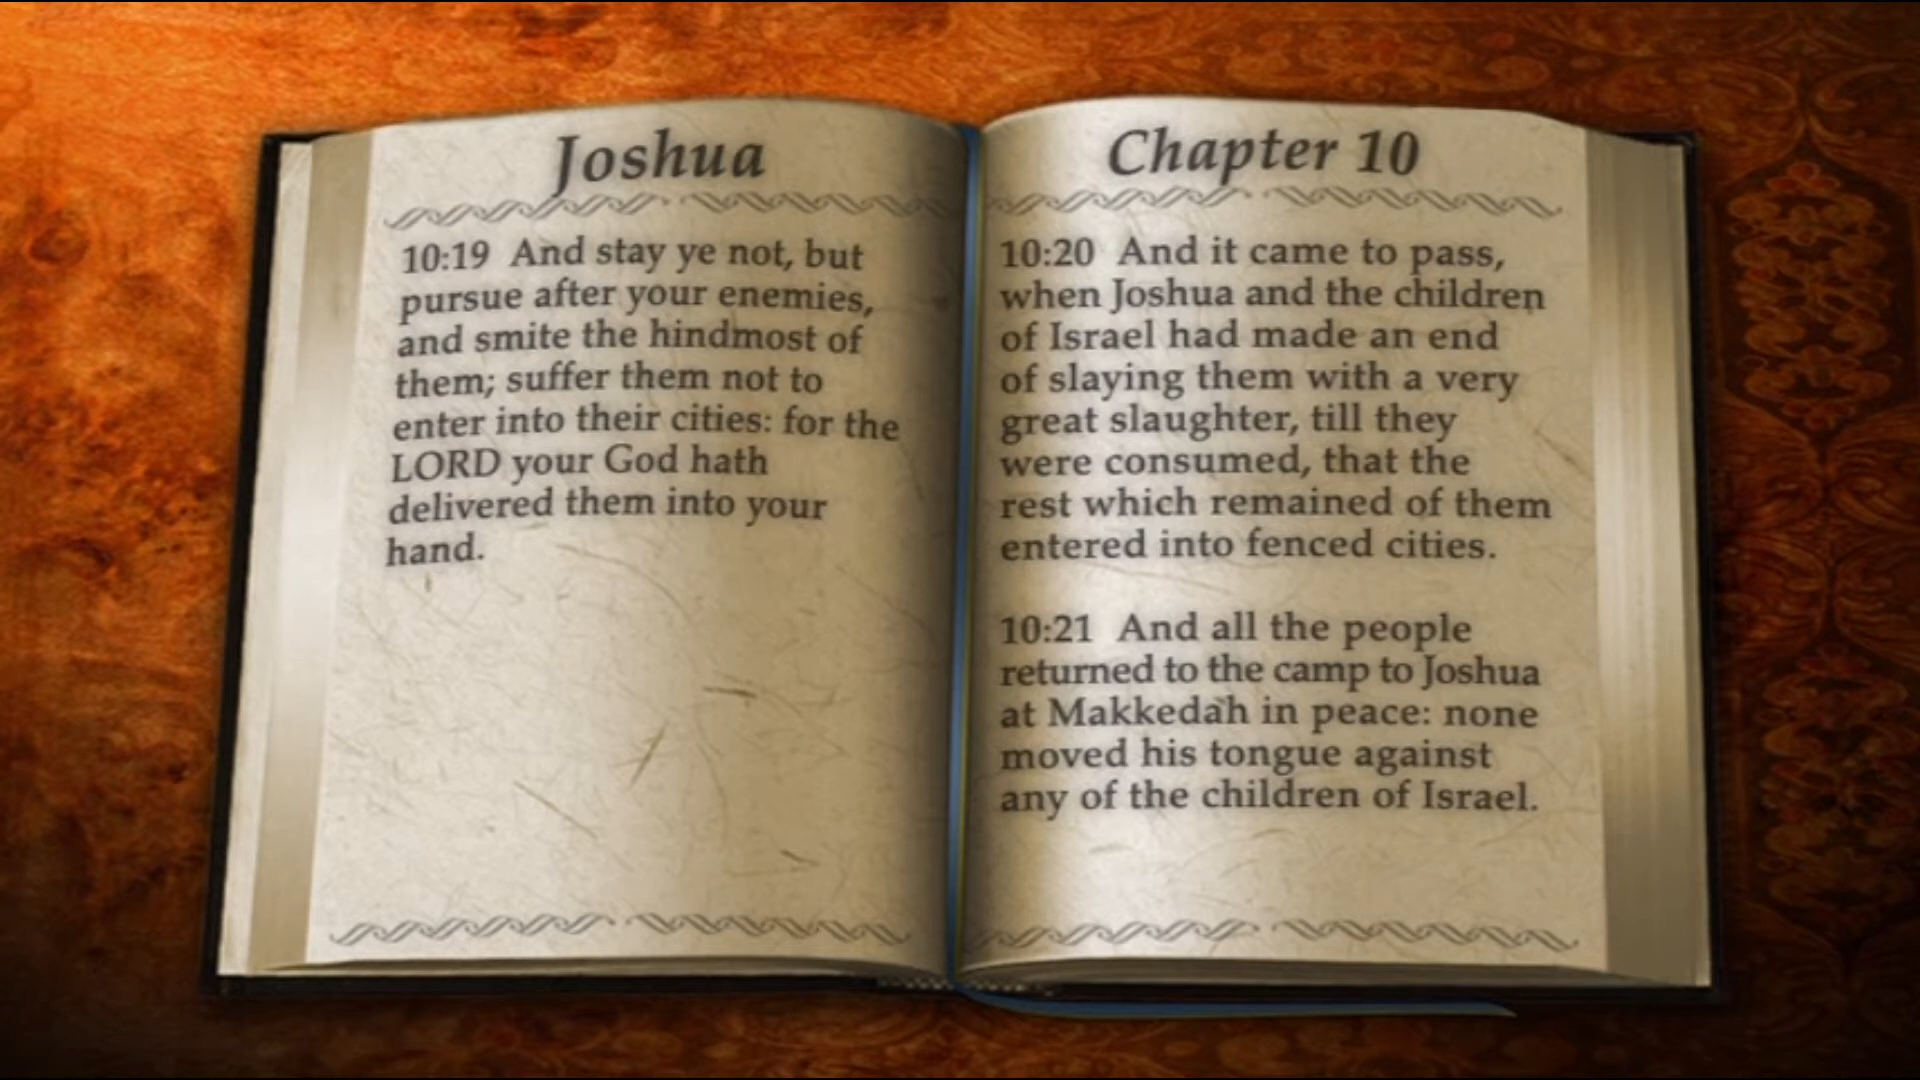 Joshua
10:19 And stay ye not, but
pursue after your enemies,
and smite the hindmost of
them; suffer them not to
enter into their cities: for the
LORD your God hath
delivered them into your
hand.
Chapter 10
10:20 And it came to pass,
when Joshua and the children
of Israel had made an end
of slaying them with a very
great slaughter, till they
were consumed, that the
rest which remained of them
entered into fenced cities.
10:21 And all the people
returned to the camp to Joshua
at Makkedah in peace: none
moved his tongue against
any of the children of Israel.